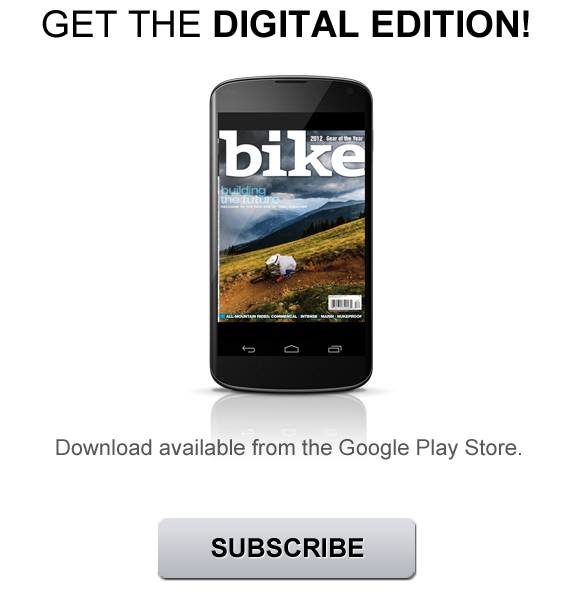 GET THE DIGITAL EDITION!
2012 Gear of the Year
bike
building
the future
ALL-MOUNTAIN RIDES: COMMENCAL · INTENSE · MARIN · NUKEPROOF
Download available from the Google Play Store.
SUBSCRIBE